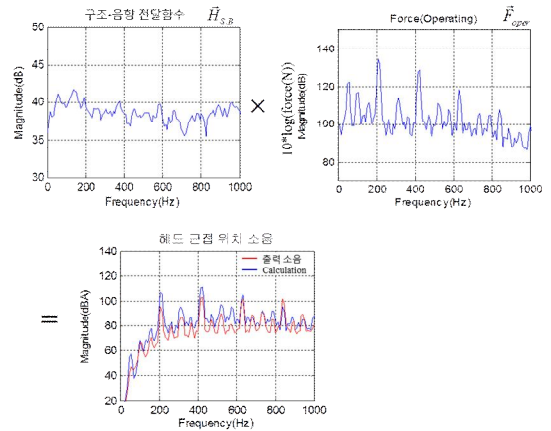 구조-음향 전달함수 H⃗S.B
Force(Operating) F⃗oper
50
45
40
35
30
Magnitude(dB)
0 200 400 600 800 1000
Frequency(Hz)
×
10*log(force(N))
Magnitude(dB)
140
120
100
80
0 200 400 600 800 1000
Frequency(Hz)
=
헤드 근접 위치 소음
140
120
100
80
60
40
20
Magnitude(dBA)
출력 소음
Calculation
0 200 400 600 800 1000
Frequency(Hz)